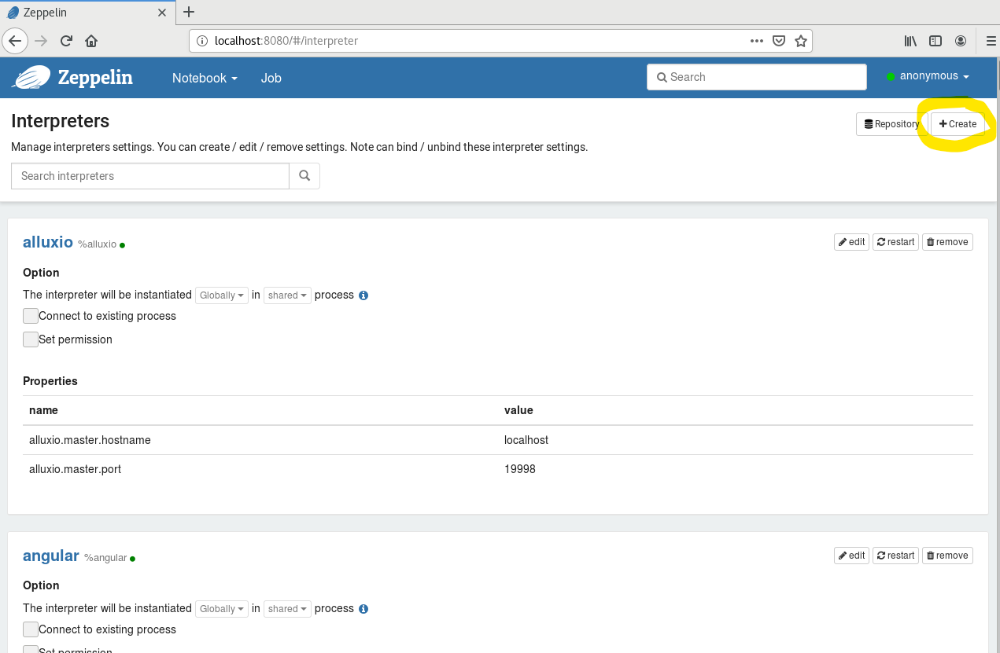 Zeppelin
localhost:8080/#/interpreter
Zeppelin Notebook Job Search anonymous
Interpreters
Repository Create
Manage interpreters settings. You can create / edit / remove settings. Note can bind / unbind these interpreter settings.
Search interpreters
alluxio %alluxio edit restart remove
Option
The interpreter will be instantiated Globally in shared process
Connect to existing process
Set permission
Properties
name value
alluxio.master.hostname localhost
alluxio.master.port 19998
angular %angular edit restart remove
Option
The interpreter will be instantiated Globally in shared process
Connect to existing process
Set permission